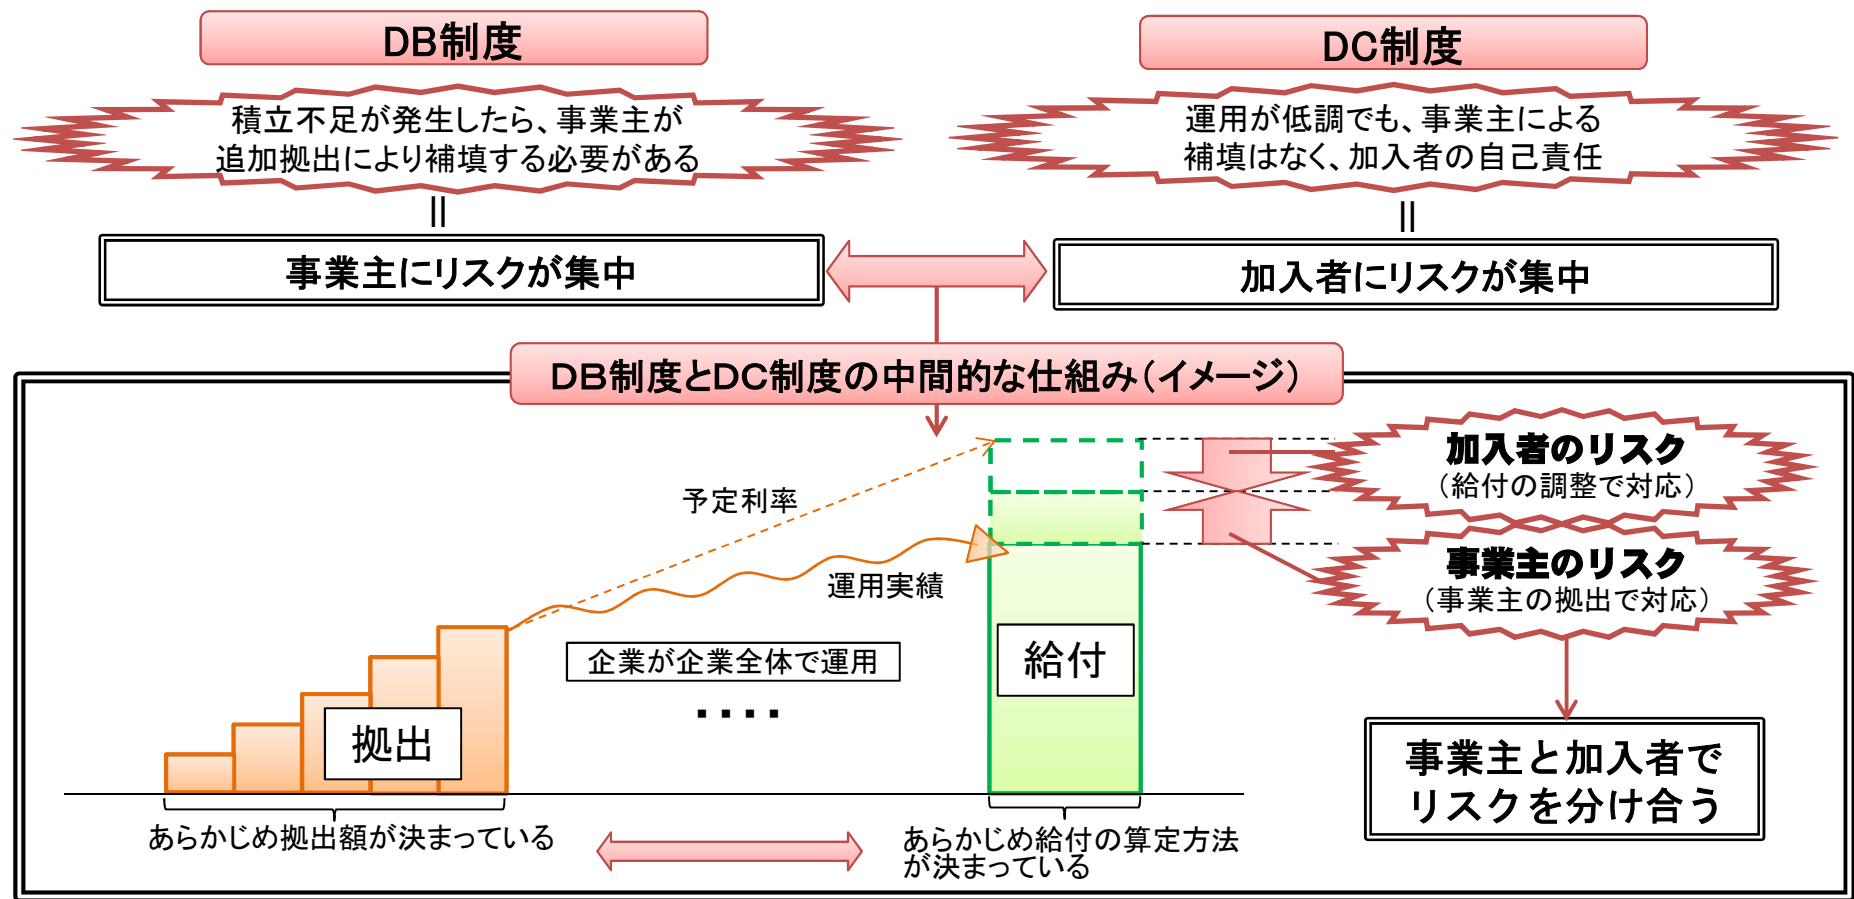 DB制度
DC制度
積立不足が発生したら、事業主が
追加拠出により補填する必要がある
運用が低調でも、事業主による
補填はなく、加入者の自己責任
||
||
事業主にリスクが集中
加入者にリスクが集中
DB制度とDC制度の中間的な仕組み(イメージ)
加入者のリスク
(給付の調整で対応)
予定利率
運用実績
事業主のリスク
(事業主の拠出で対応)
企業が企業全体で運用
・・・・
給付
拠出
事業主と加入者で
リスクを分け合う
あらかじめ拠出額が決まっている
あらかじめ給付の算定方法
が決まっている